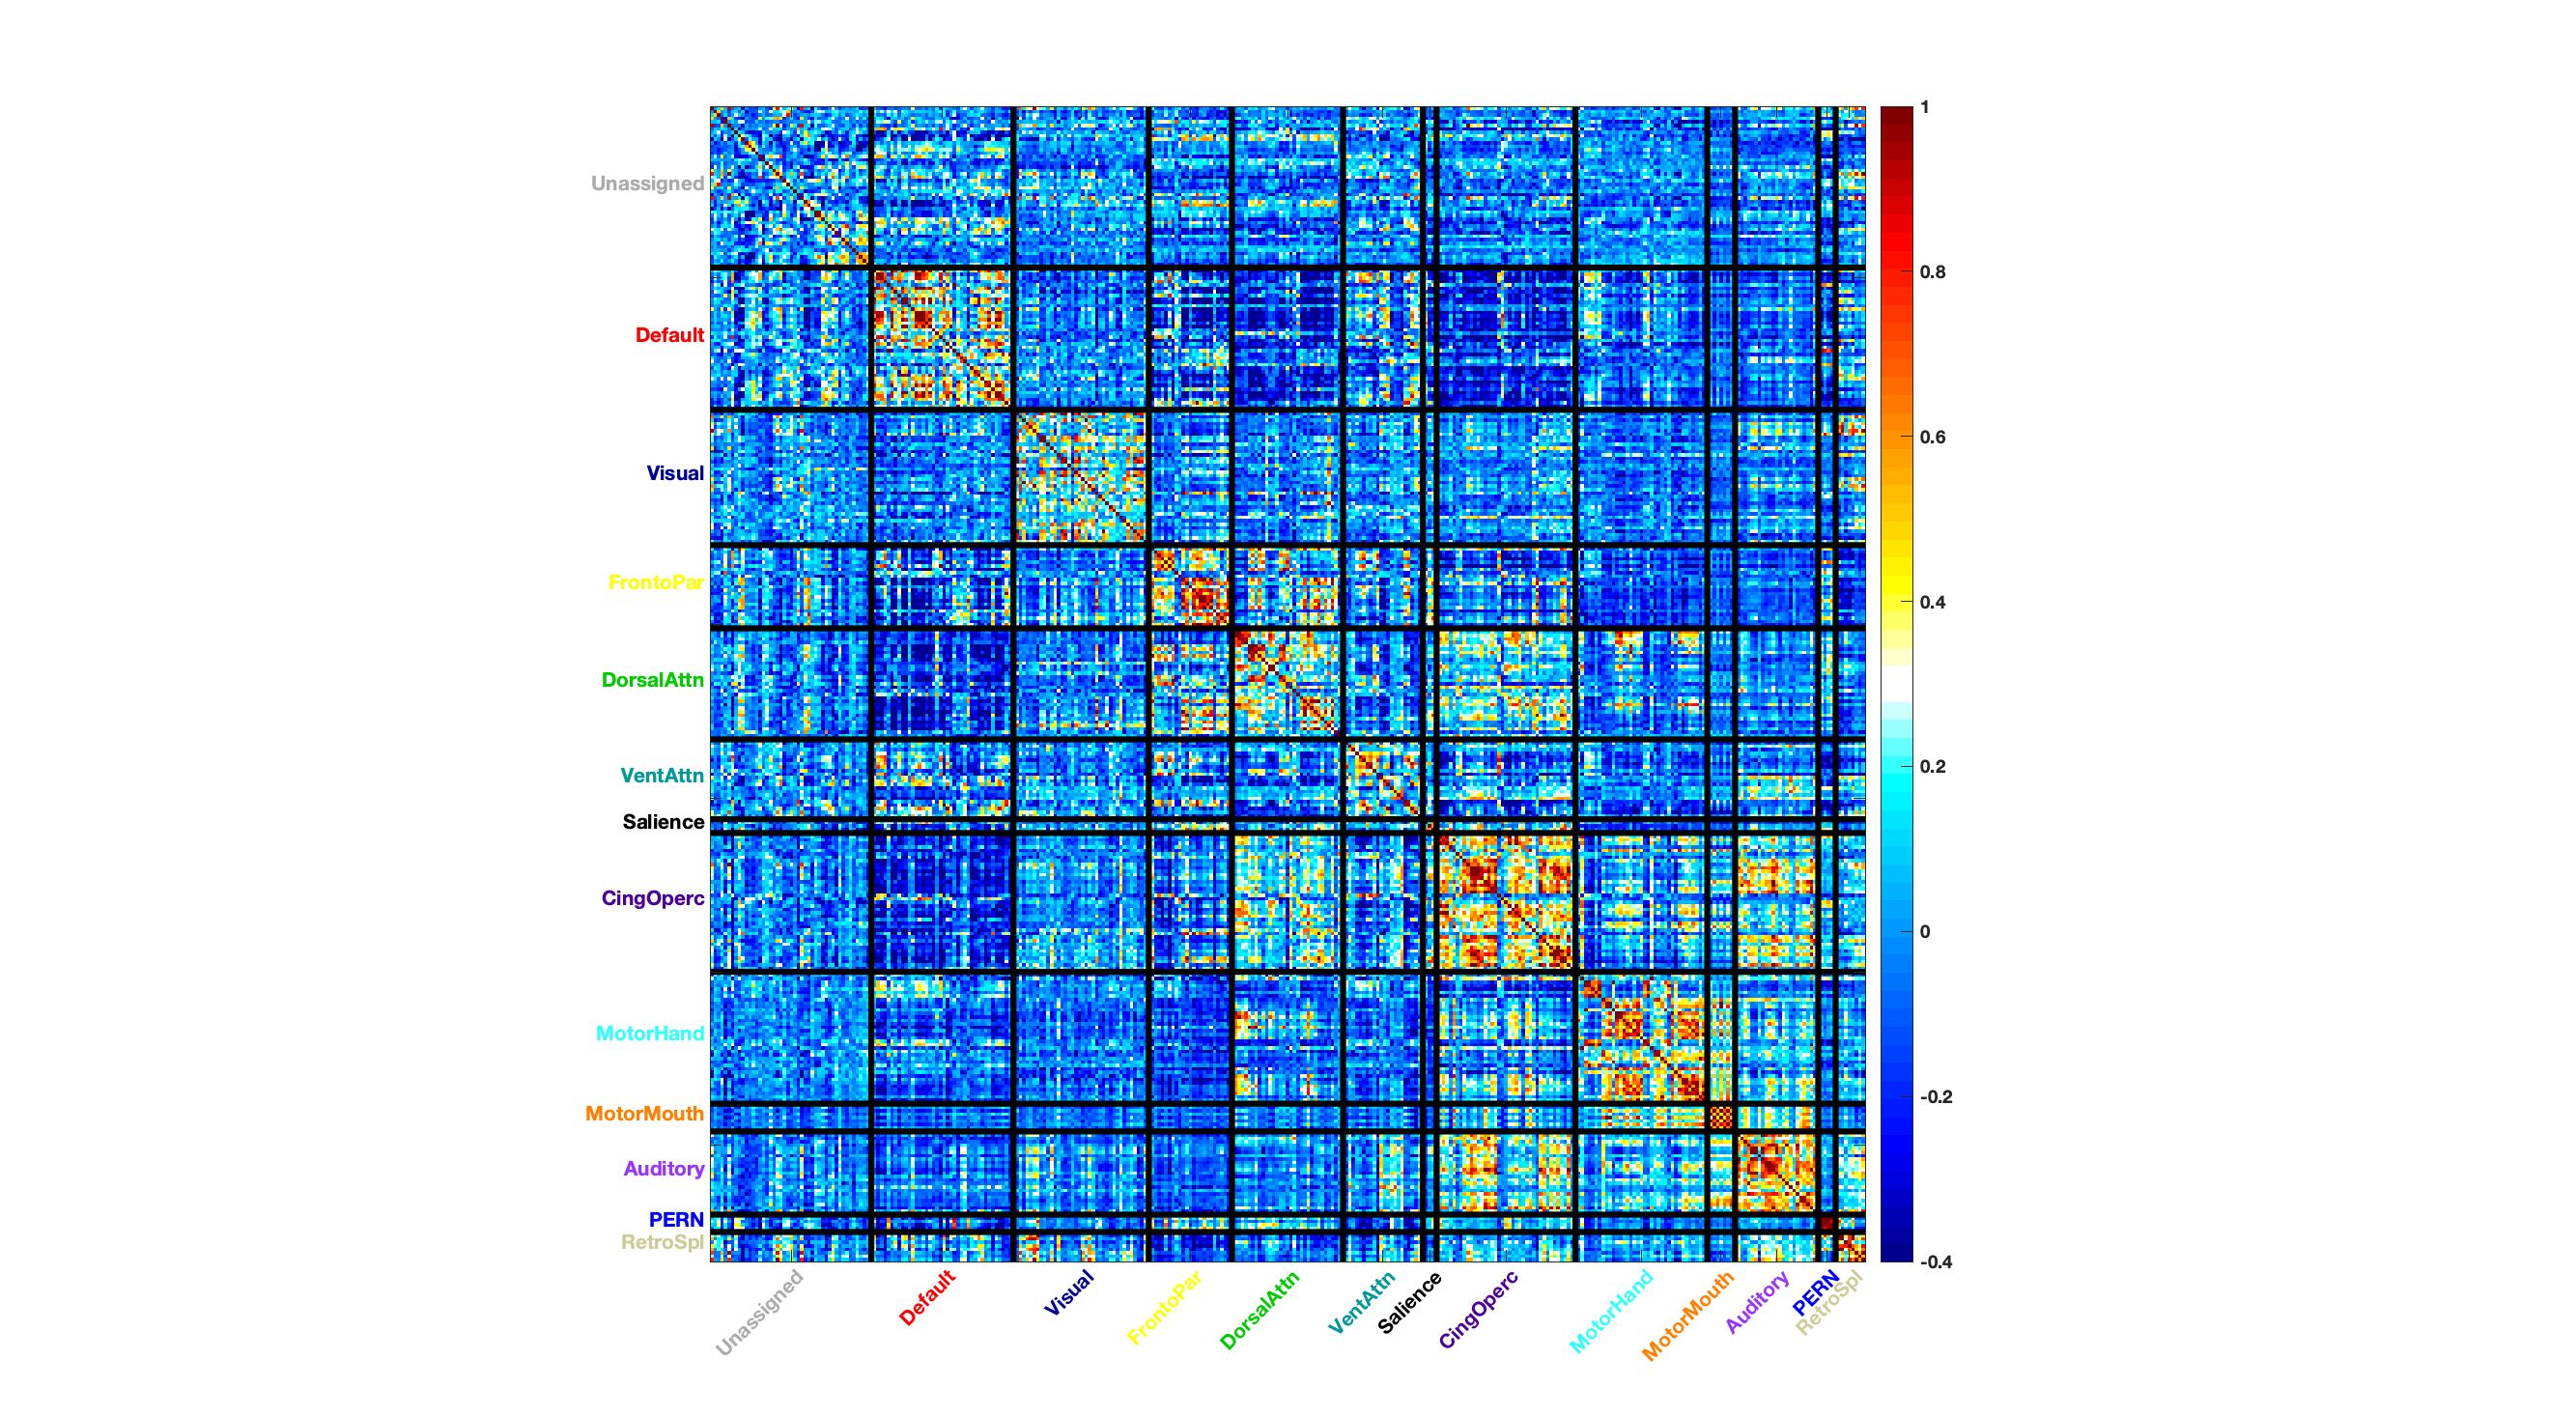 Unassigned
Default
Visual
FrontoPar
DorsalAttn
VentAttn
Salience
CingOperc
MotorHand
MotorMouth
Auditory
PERN
RetroSpl
Unassigned
Default
Visual
FrontoPar
DorsalAttn
VentAttn
Salience
CingOperc
MotorHand
MotorMouth
Auditory
PERN
RetroSpl
1
0.8
0.6
0.4
0.2
0
-0.2
-0.4